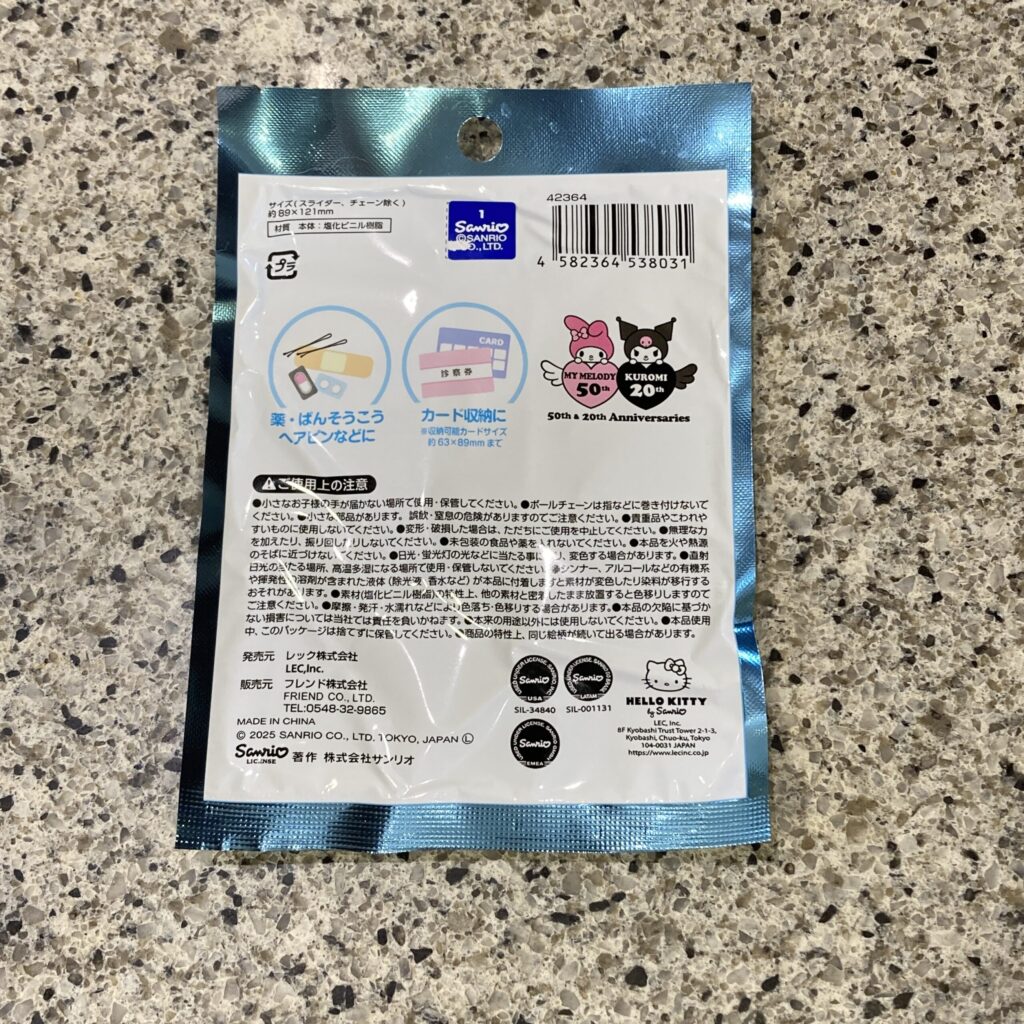 サイズ(スライダー、チェーン除く)
約89×121mm
材質 本体:塩化ビニル樹脂
プラ
1
Sanrio
©SANRIO
CO.,LTD.
42364
4 582364 538031
CARD
診察券
薬・ばんそうこう
ヘアピンなどに
カード収納に
※収納可能カードサイズ
約63×89mmまで
MY MELODY
50th
KUROMI
20th
50th & 20th Anniversaries
ご使用上の注意
●小さなお子様の手が届かない場所で使用・保管してください。●ボールチェーンは指などに巻き付けないで
ください。●小さな部品があります。誤飲・窒息の危険がありますのでご注意ください。●貴重品やこわれや
すいものに使用しないでください。●変形・破損した場合は、ただちにご使用を中止してください。●無理な力
を加えたり、振り回したりしないでください。●未包装の食品や薬を入れないでください。●本品を火や熱源
のそばに近づけないでください。●日光・蛍光灯の光などに当たる事により、変色する場合があります。●直射
日光の当たる場所、高温多湿になる場所で使用・保管しないでください。●シンナー、アルコールなどの有機系
や揮発性の溶剤が含まれた液体(除光液・香水など)が本品に付着しますと素材が変色したり染料が移行する
おそれがあります。●素材(塩化ビニル樹脂)の特性上、他の素材と密着したまま放置すると色移りしますので
ご注意ください。●摩擦・発汗・水濡れなどにより色落ち・色移りする場合があります。●本品の欠陥に基づか
ない損害については当社では責任を負いかねます。●本来の用途以外には使用しないでください。●本品使用
中、このパッケージは捨てずに保管してください。●商品の特性上、同じ絵柄が続いて出る場合があります。
発売元 レック株式会社
LEC,Inc.
販売元 フレンド株式会社
FRIEND CO., LTD.
TEL:0548-32-9865
MADE IN CHINA
© 2025 SANRIO CO., LTD. TOKYO, JAPAN Ⓛ
Sanrio
LICENSE
著作 株式会社サンリオ
Sanrio
USA
SIL-34840
Sanrio
LATAM
SIL-001131
Sanrio
EMEA
HELLO KITTY
by Sanrio
LEC, Inc.
8F Kyobashi Trust Tower 2-1-3,
Kyobashi, Chuo-ku, Tokyo
104-0031 JAPAN
https://www.lecinc.co.jp